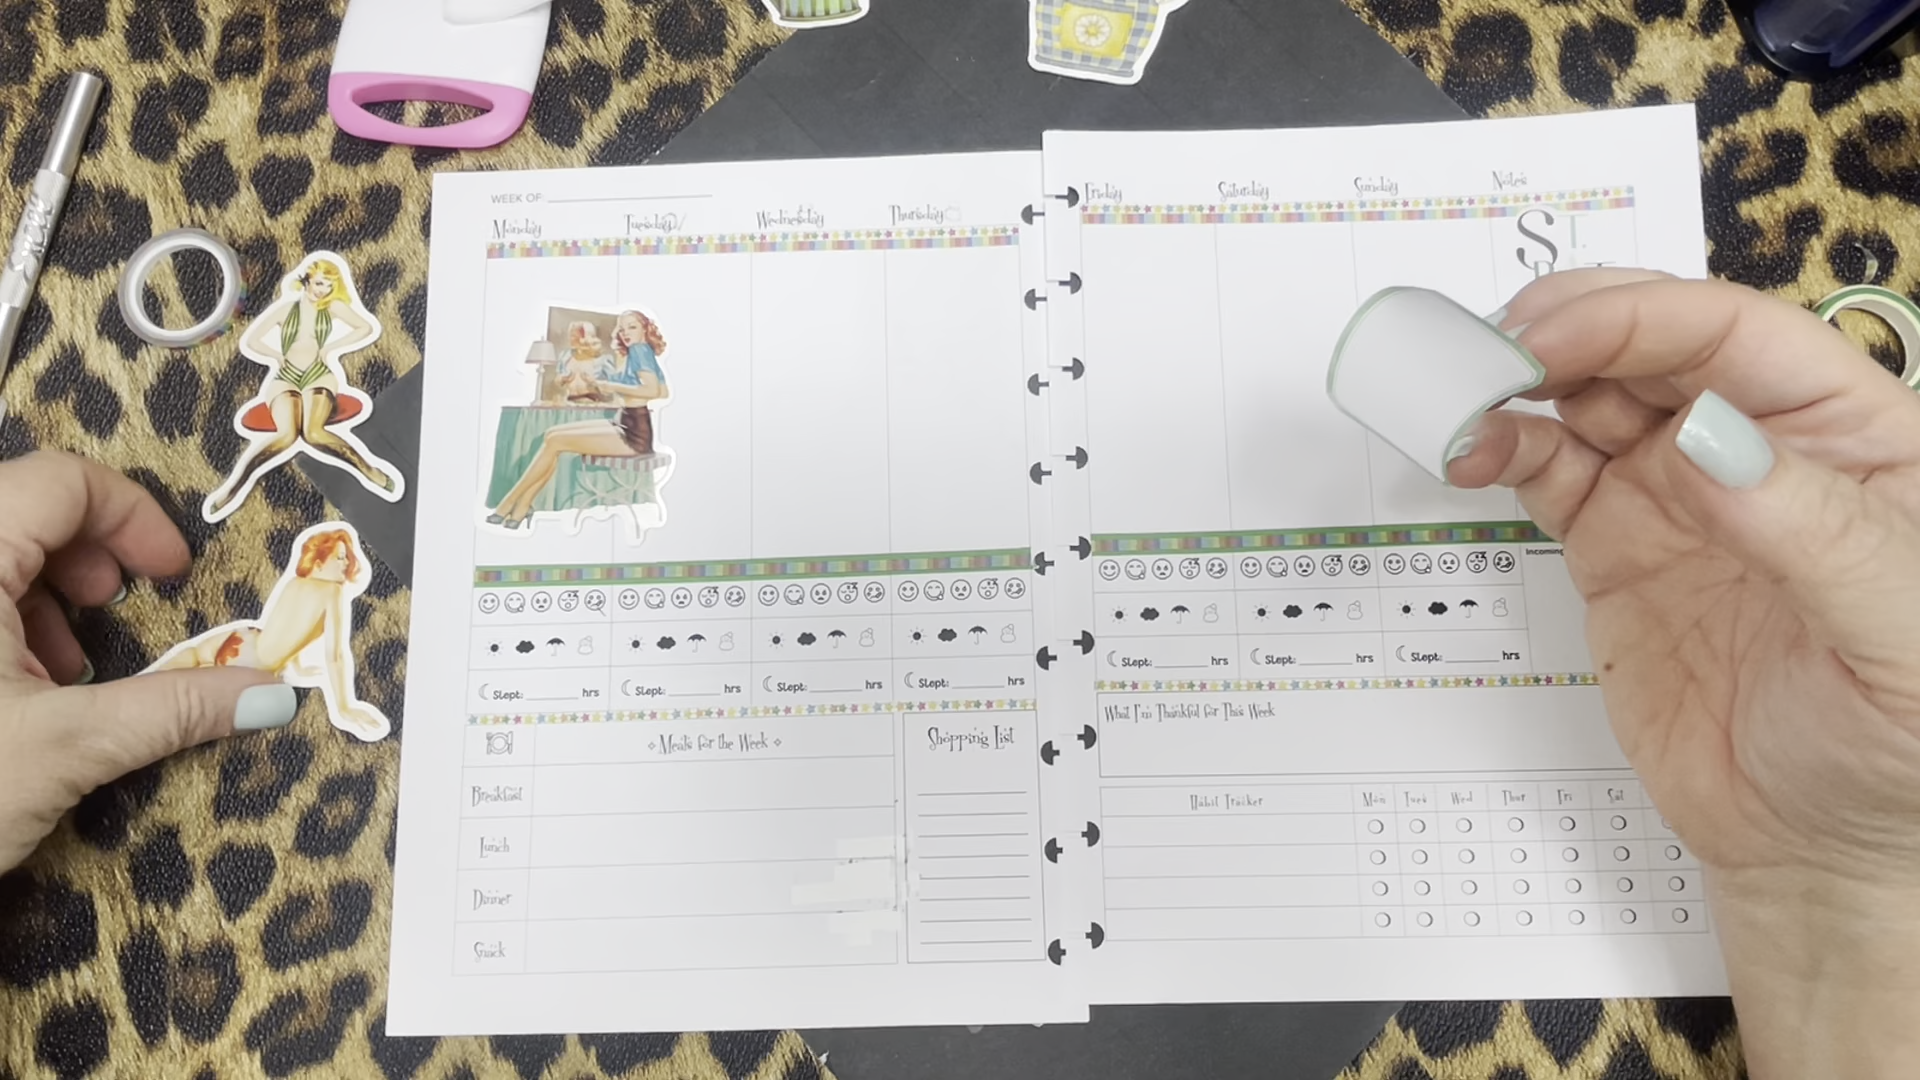 WEEK OF:
Monday Tuesday Wednesday Thursday
Friday Saturday Sunday Notes
Slept: hrs Slept: hrs Slept: hrs Slept: hrs
Meals for the Week
Breakfast
Lunch
Dinner
Snack
Shopping List
Incoming
Slept: hrs Slept: hrs Slept: hrs
What I'm Thankful for This Week
Habit Tracker Mon Tues Wed Thur Fri Sat